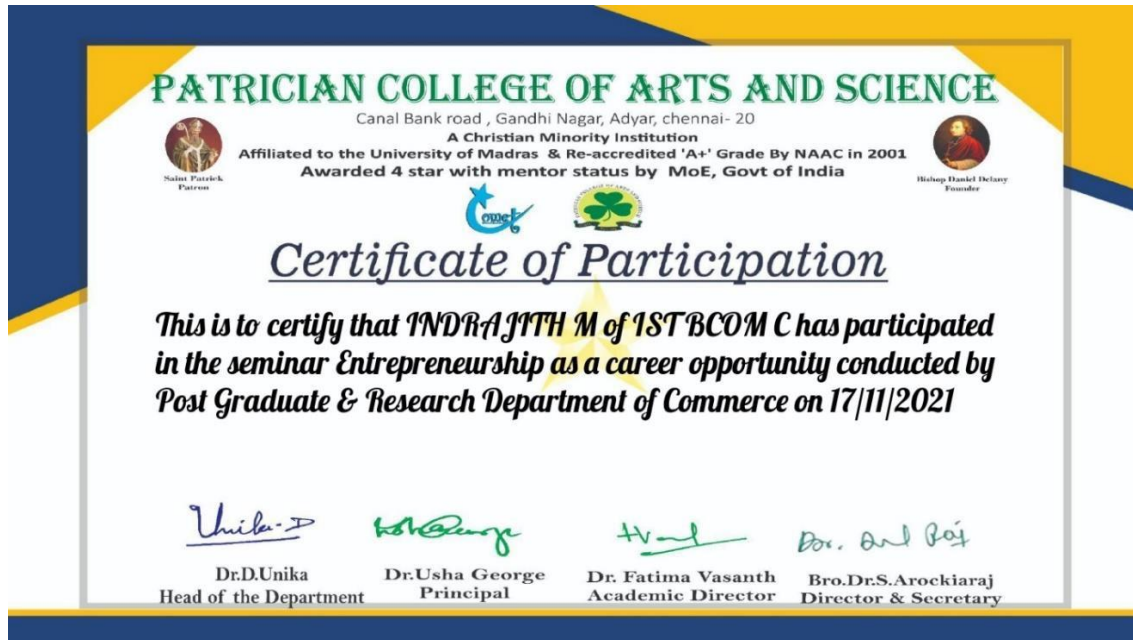 PATRICIAN COLLEGE OF ARTS AND SCIENCE
Canal Bank road , Gandhi Nagar, Adyar, chennai- 20
A Christian Minority Institution
Affiliated to the University of Madras & Re-accredited 'A+' Grade By NAAC in 2001
Awarded 4 star with mentor status by MoE, Govt of India
Saint Patrick
Patron
Bishop Daniel Delany
Founder
Comet
Certificate of Participation
This is to certify that INDRAJITH M of IST BCOM C has participated
in the seminar Entrepreneurship as a career opportunity conducted by
Post Graduate & Research Department of Commerce on 17/11/2021
Unika-D
Dr.D.Unika
Head of the Department
Dr.Usha George
Principal
Dr. Fatima Vasanth
Academic Director
Bro.Dr.S.Arockiaraj
Director & Secretary